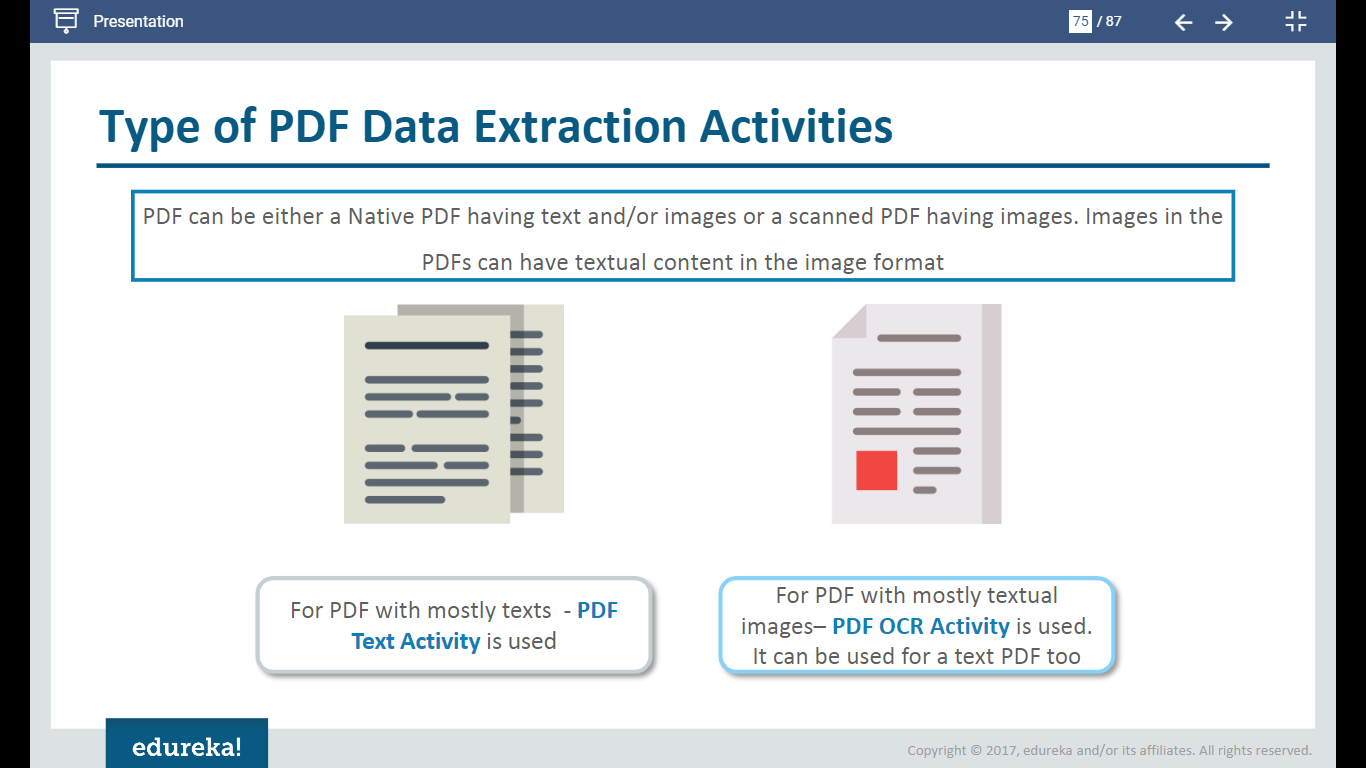 Presentation
75 / 87
Type of PDF Data Extraction Activities
PDF can be either a Native PDF having text and/or images or a scanned PDF having images. Images in the
PDFs can have textual content in the image format
For PDF with mostly texts  - PDF
Text Activity is used
For PDF with mostly textual
images– PDF OCR Activity is used.
It can be used for a text PDF too
edureka!
Copyright © 2017, edureka and/or its affiliates. All rights reserved.